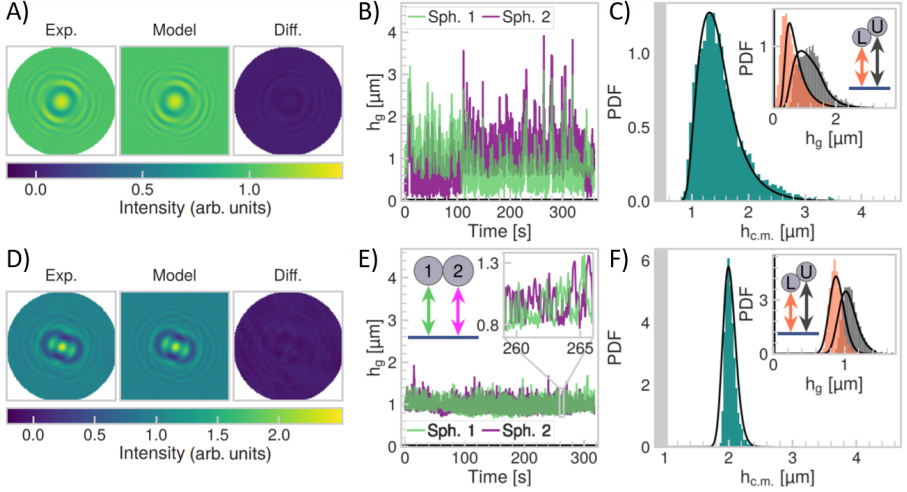 A)
Exp.
Model
Diff.
0.0
0.5
1.0
Intensity (arb. units)
B)
Sph. 1
Sph. 2
h_g [μm]
4
3
2
1
0
0
100
200
300
Time [s]
C)
PDF
1.0
0.5
0.0
1
2
3
4
h_c.m. [μm]
PDF
1
0
2
h_g [μm]
L
U
D)
Exp.
Model
Diff.
0.0
0.5
1.0
1.5
2.0
Intensity (arb. units)
E)
1
2
1.3
0.8
260
265
h_g [μm]
4
3
2
1
0
Sph. 1
Sph. 2
0
100
200
300
Time [s]
F)
PDF
6
4
2
0
1
2
3
4
h_c.m. [μm]
PDF
3
0
1
h_g [μm]
L
U